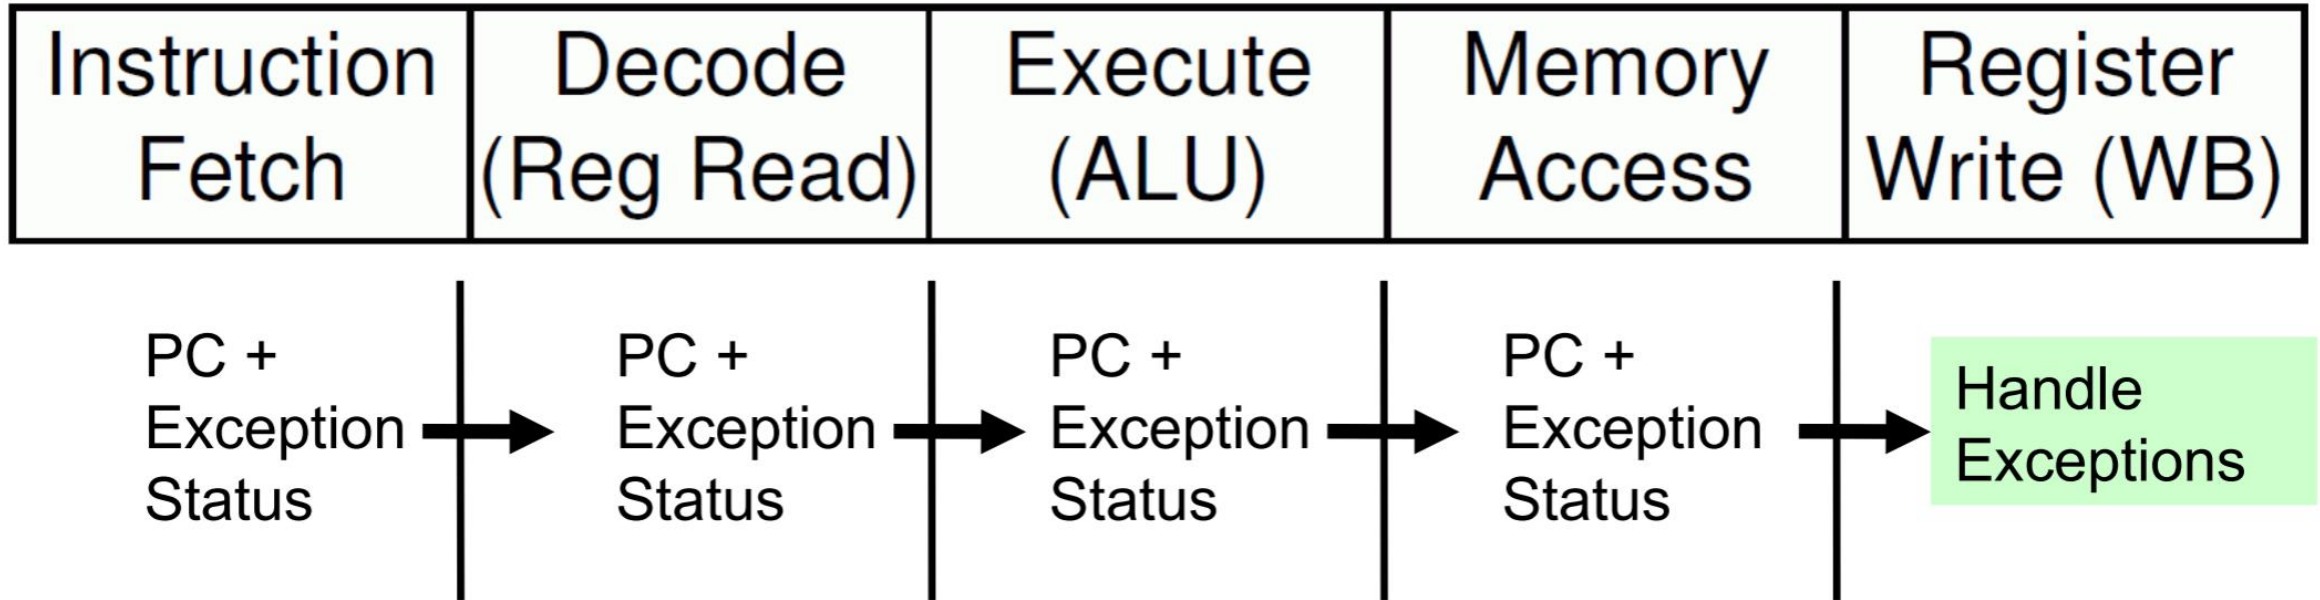 Instruction
Fetch
Decode
(Reg Read)
Execute
(ALU)
Memory
Access
Register
Write (WB)
PC +
Exception
Status
PC +
Exception
Status
PC +
Exception
Status
PC +
Exception
Status
Handle
Exceptions